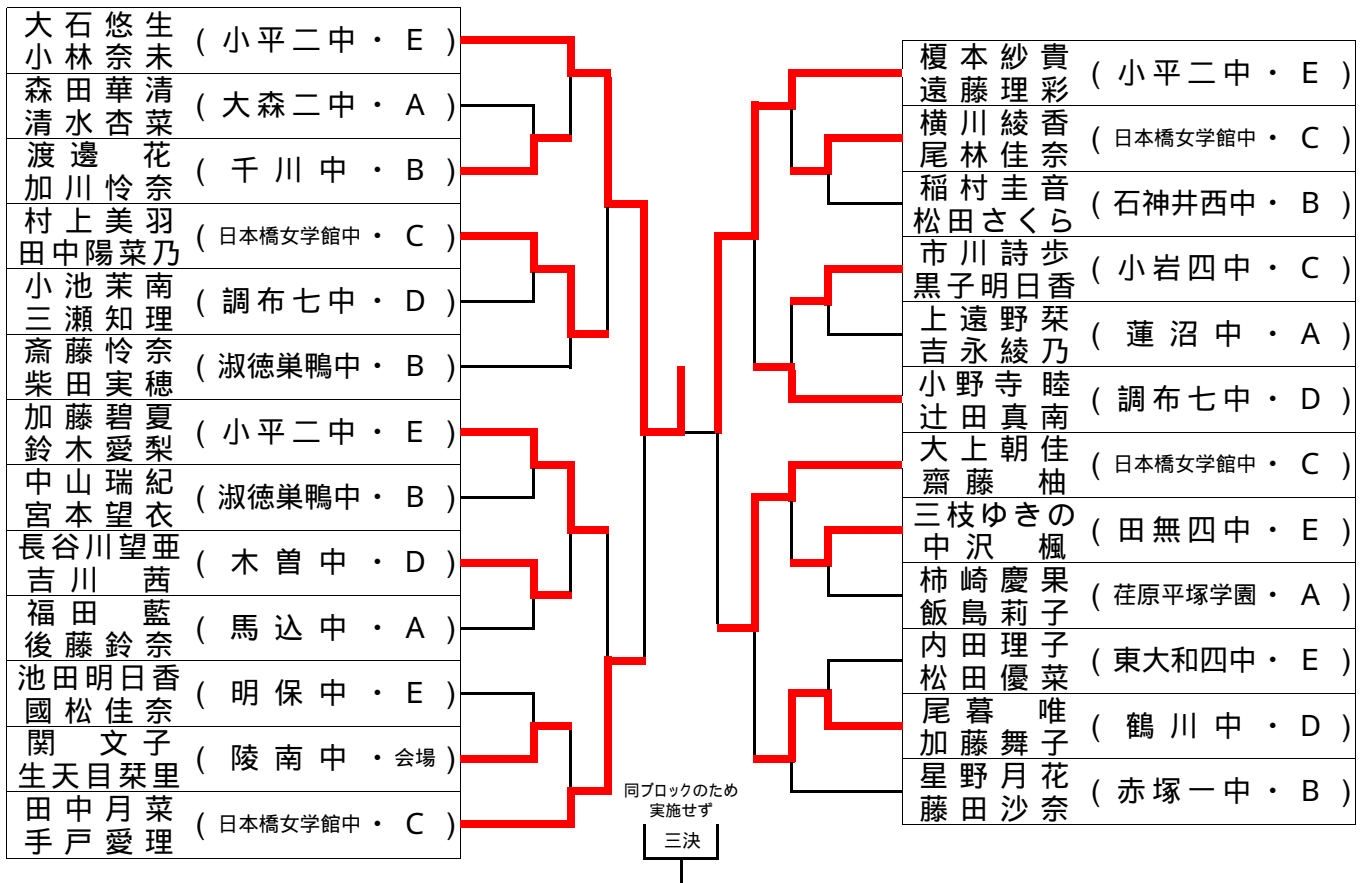 大石悠生
小林奈未
( 小平二中・ E )
森田華清
清水杏菜
( 大森二中・ A )
渡邊　花
加川怜奈
( 千川中・ B )
村上美羽
田中陽菜乃
( 日本橋女学館中・ C )
小池茉南
三瀬知理
( 調布七中・ D )
斎藤怜奈
柴田実穂
( 淑徳巣鴨中・ B )
加藤碧夏
鈴木愛梨
( 小平二中・ E )
中山瑞紀
宮本望衣
( 淑徳巣鴨中・ B )
長谷川望亜
吉川　茜
( 木曽中・ D )
福田　藍
後藤鈴奈
( 馬込中・ A )
池田明日香
國松佳奈
( 明保中・ E )
関　文子
生天目栞里
( 陵南中・会場 )
田中月菜
手戸愛理
( 日本橋女学館中・ C )
榎本紗貴
遠藤理彩
( 小平二中・ E )
横川綾香
尾林佳奈
( 日本橋女学館中・ C )
稲村圭音
松田さくら
( 石神井西中・ B )
市川詩歩
黒子明日香
( 小岩四中・ C )
上遠野栞
吉永綾乃
( 蓮沼中・ A )
小野寺睦
辻田真南
( 調布七中・ D )
大上朝佳
齋藤　柚
( 日本橋女学館中・ C )
三枝ゆきの
中沢　楓
( 田無四中・ E )
柿崎慶果
飯島莉子
( 荏原平塚学園・ A )
内田理子
松田優菜
( 東大和四中・ E )
尾暮　唯
加藤舞子
( 鶴川中・ D )
星野月花
藤田沙奈
( 赤塚一中・ B )
同ブロックのため
実施せず
三決